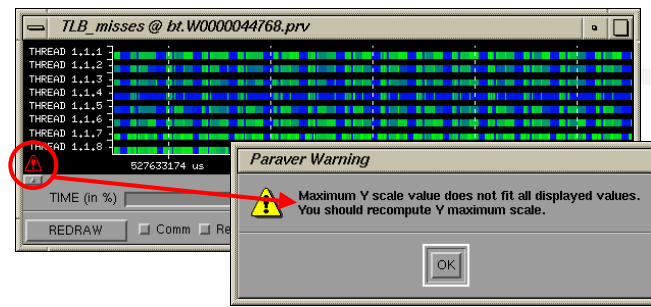 TLB_misses @ bt.W0000044768.prv
THREAD 1.1.1
THREAD 1.1.2
THREAD 1.1.3
THREAD 1.1.4
THREAD 1.1.5
THREAD 1.1.6
THREAD 1.1.7
THREAD 1.1.8
527633174 us
TIME (in %)
REDRAW
Comm
Re
Paraver Warning
Maximum Y scale value does not fit all displayed values.
You should recompute Y maximum scale.
OK